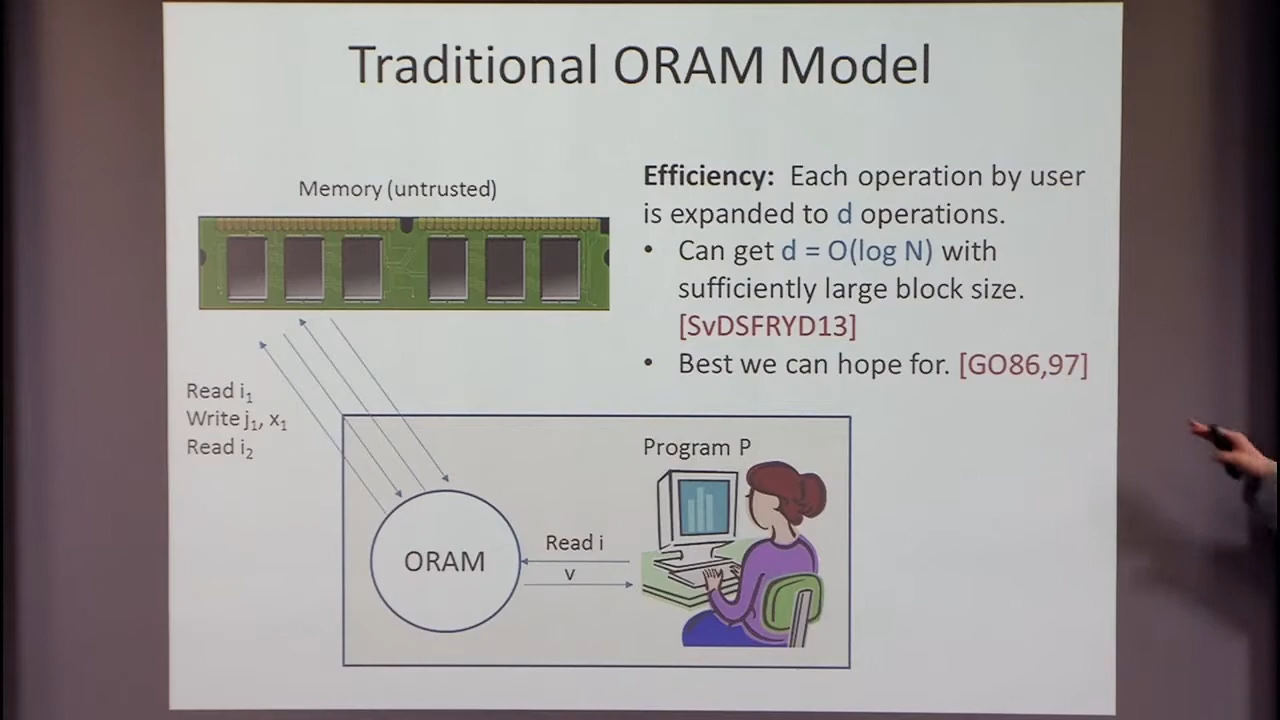 Traditional ORAM Model
Memory (untrusted)
Efficiency: Each operation by user
is expanded to d operations.
• Can get d = O(log N) with
sufficiently large block size.
[SvDSFRYD13]
• Best we can hope for. [GO86,97]
Read i₁
Write j₁, x₁
Read i₂
Program P
ORAM
Read i
v